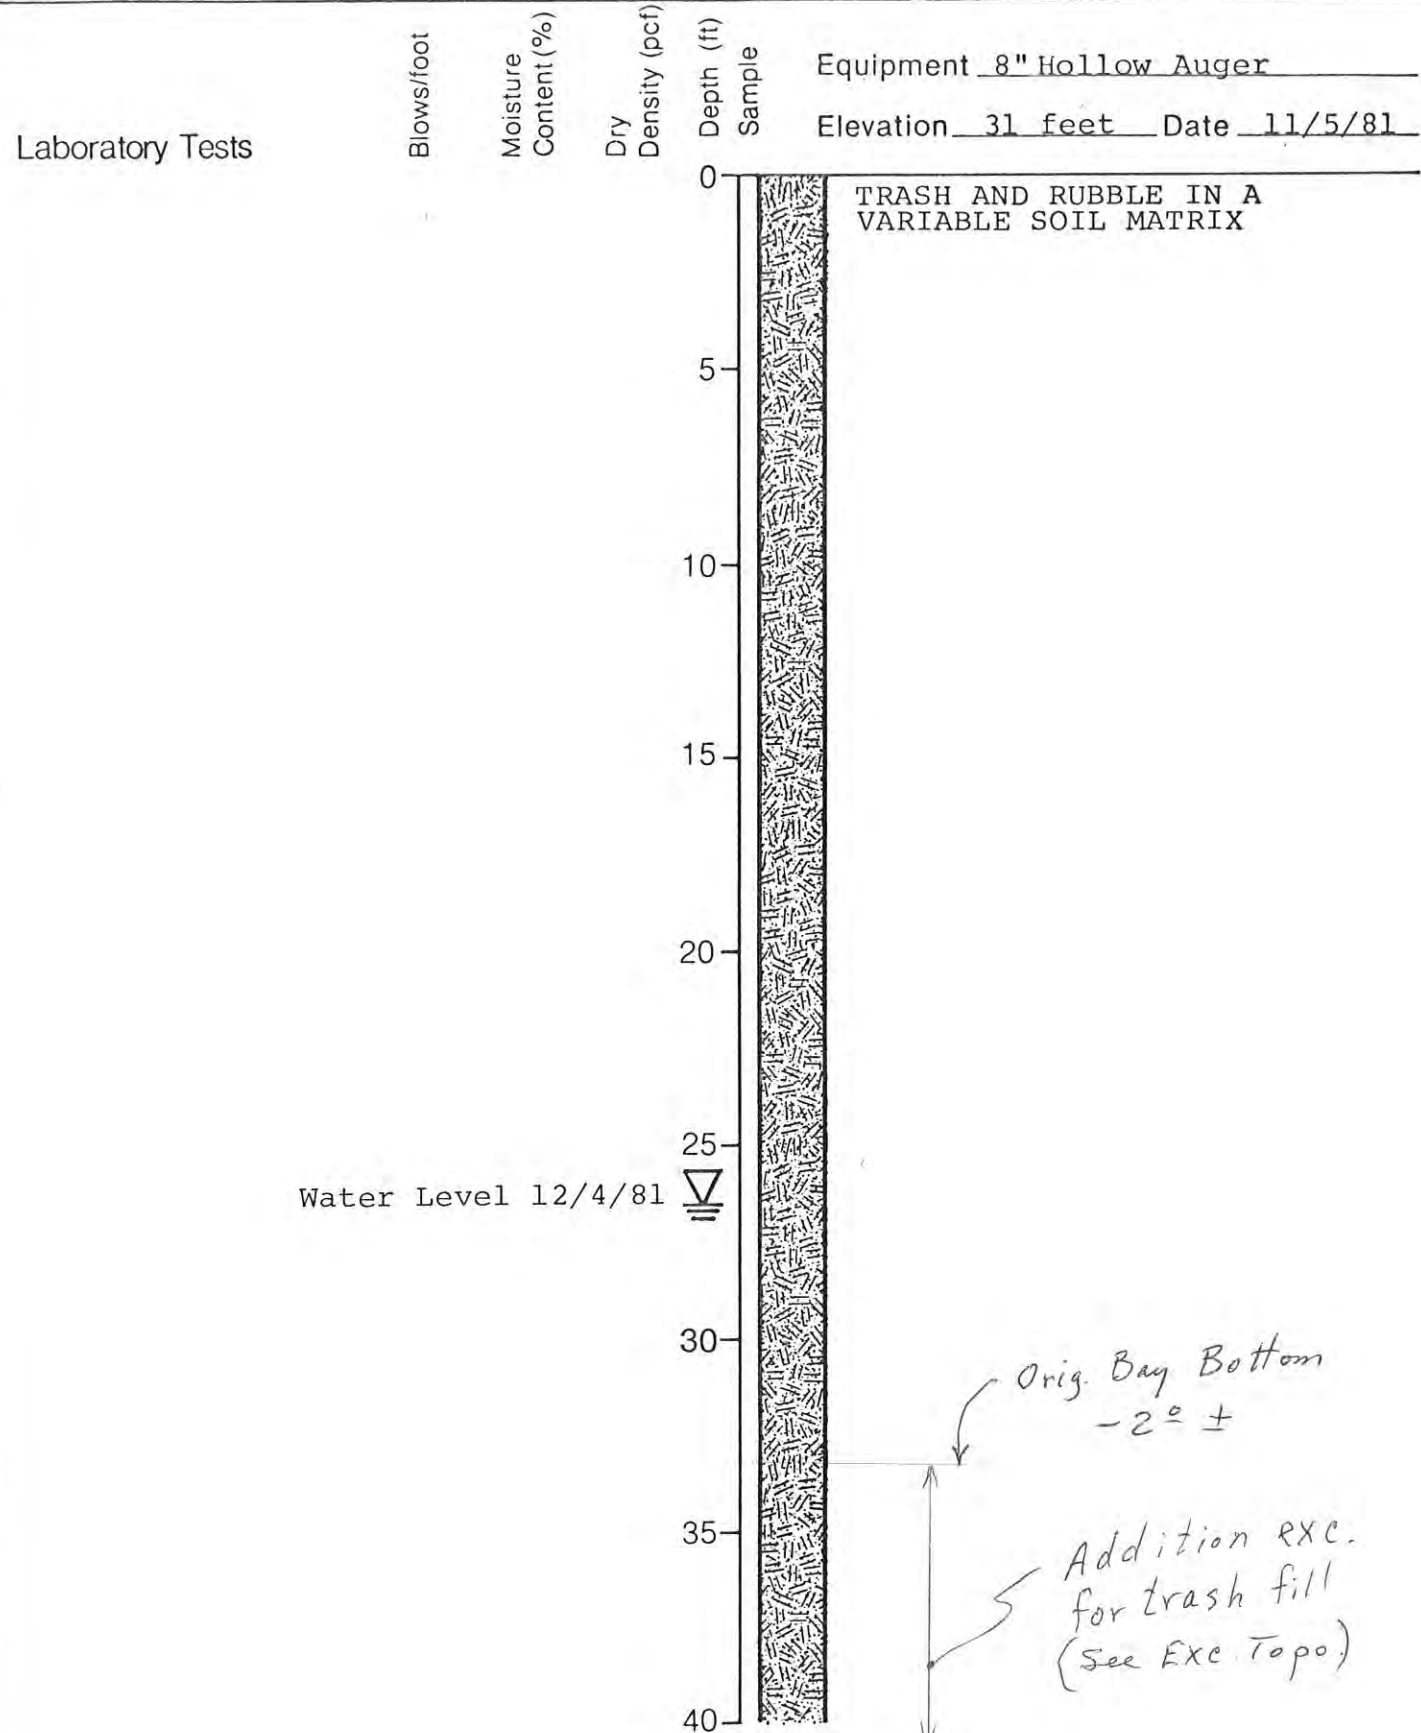 Laboratory Tests
Blows/foot
Moisture
Content (%)
Dry
Density (pcf)
Depth (ft)
Sample
Equipment 8" Hollow Auger
Elevation 31 feet Date 11/5/81
0
TRASH AND RUBBLE IN A
VARIABLE SOIL MATRIX
5
10
15
20
25
Water Level 12/4/81
30
Orig. Bay Bottom
- 2º ±
35
Addition exc.
for trash fill
(See Exc. Topo.)
40